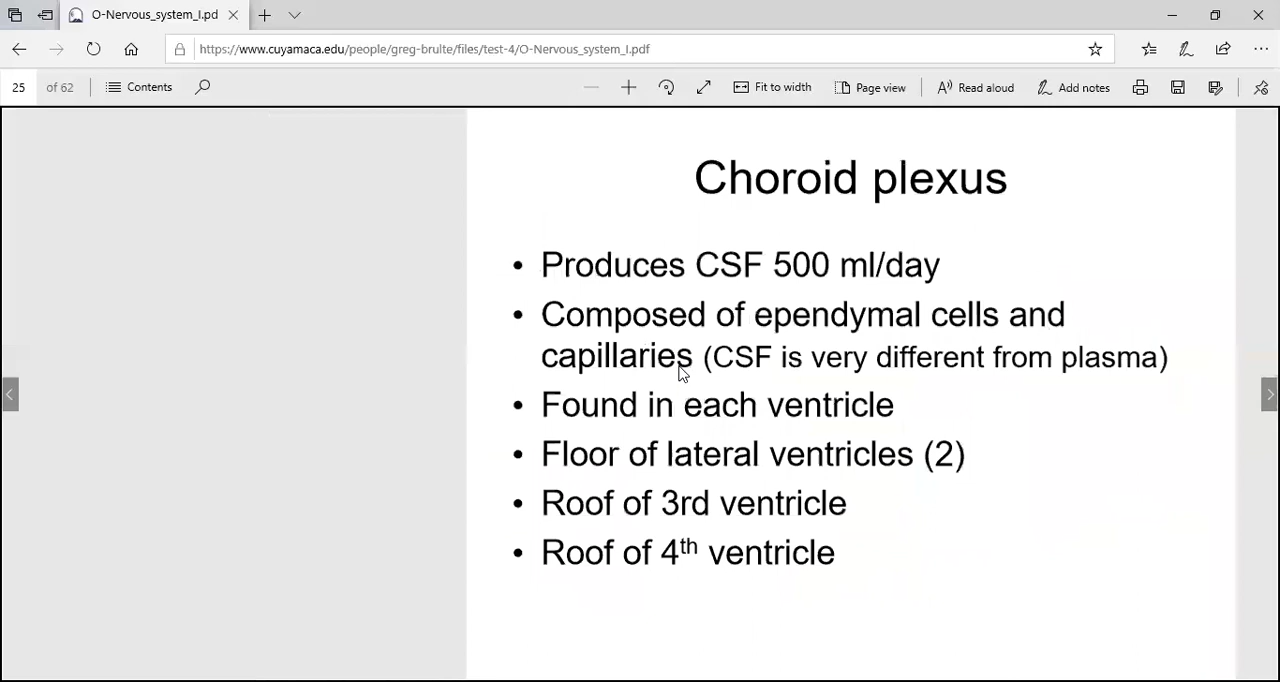 O-Nervous_system_I.pd
https://www.cuyamaca.edu/people/greg-brulte/files/test-4/O-Nervous_system_I.pdf
25 of 62 Contents Fit to width Page view Read aloud Add notes
Choroid plexus
• Produces CSF 500 ml/day
• Composed of ependymal cells and
capillaries (CSF is very different from plasma)
• Found in each ventricle
• Floor of lateral ventricles (2)
• Roof of 3rd ventricle
• Roof of 4th ventricle